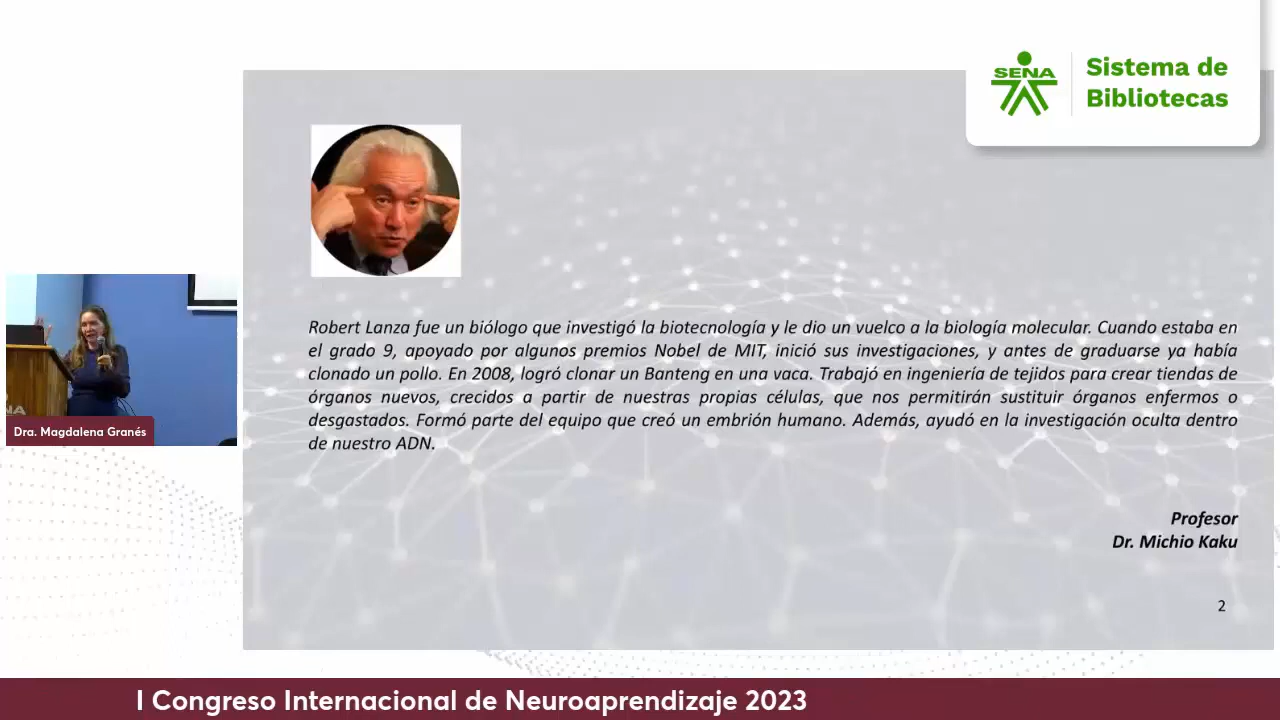 SENA
Sistema de
Bibliotecas
Robert Lanza fue un biólogo que investigó la biotecnología y le dio un vuelco a la biología molecular. Cuando estaba en
el grado 9, apoyado por algunos premios Nobel de MIT, inició sus investigaciones, y antes de graduarse ya había
clonado un pollo. En 2008, logró clonar un Banteng en una vaca. Trabajó en ingeniería de tejidos para crear tiendas de
órganos nuevos, crecidos a partir de nuestras propias células, que nos permitirán sustituir órganos enfermos o
desgastados. Formó parte del equipo que creó un embrión humano. Además, ayudó en la investigación oculta dentro
de nuestro ADN.
Profesor
Dr. Michio Kaku
2
Dra. Magdalena Granés
I Congreso Internacional de Neuroaprendizaje 2023